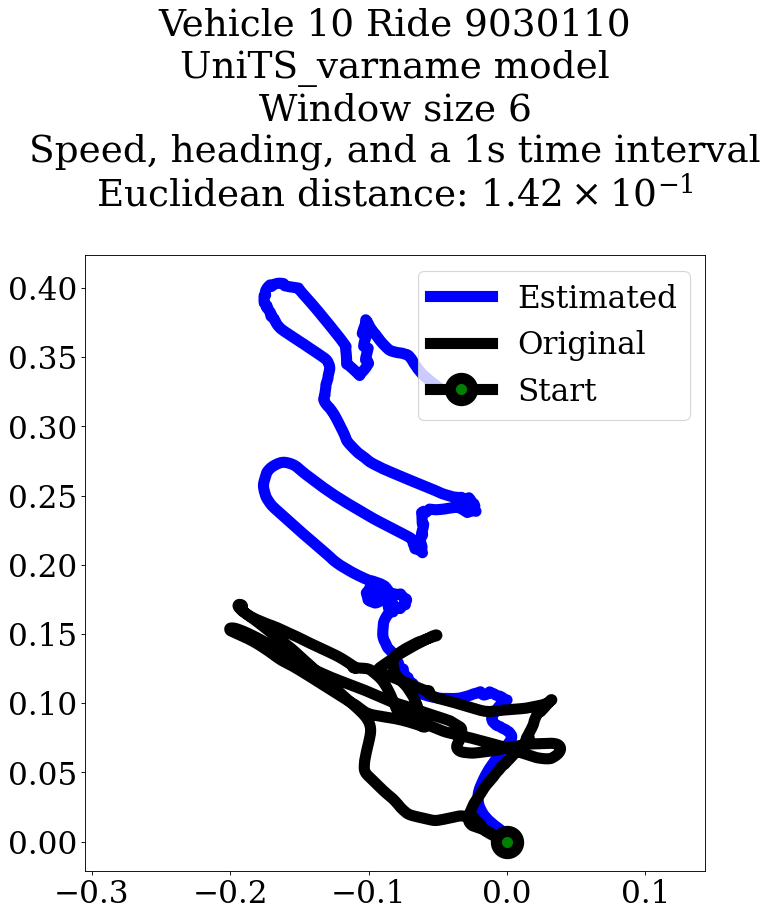 Vehicle 10 Ride 9030110
UniTS_varname model
Window size 6
Speed, heading, and a 1s time interval
Euclidean distance: 1.42 × 10⁻¹
Estimated
Original
Start
0.40
0.35
0.30
0.25
0.20
0.15
0.10
0.05
0.00
−0.3 −0.2 −0.1 0.0 0.1